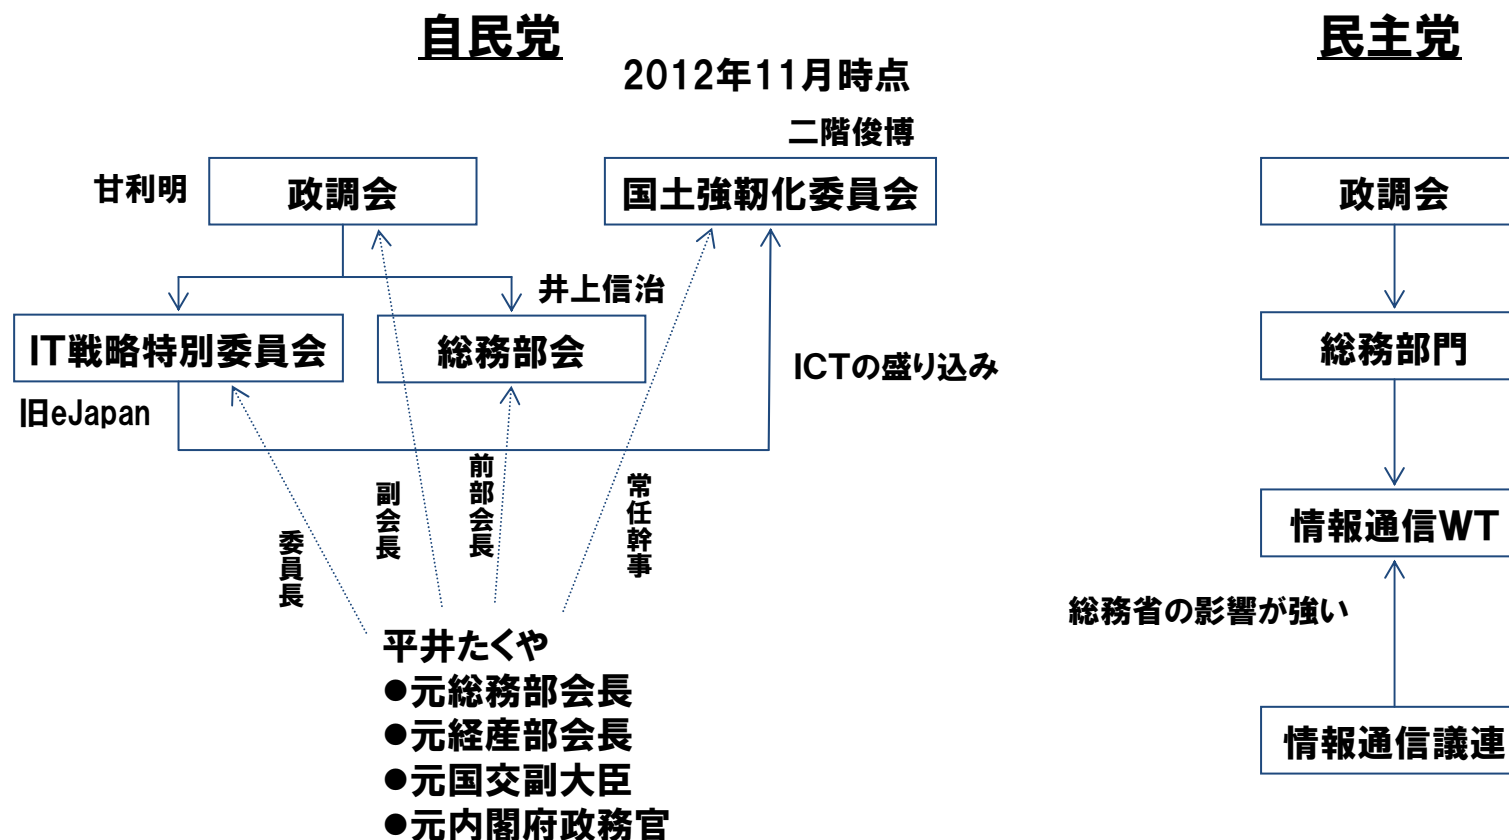 自民党
2012年11月時点
二階俊博
甘利明
政調会
国土強靭化委員会
井上信治
IT戦略特別委員会
総務部会
ICTの盛り込み
旧eJapan
委員長
副会長
前部会長
常任幹事
平井たくや
●元総務部会長
●元経産部会長
●元国交副大臣
●元内閣府政務官
民主党
政調会
総務部門
情報通信WT
総務省の影響が強い
情報通信議連